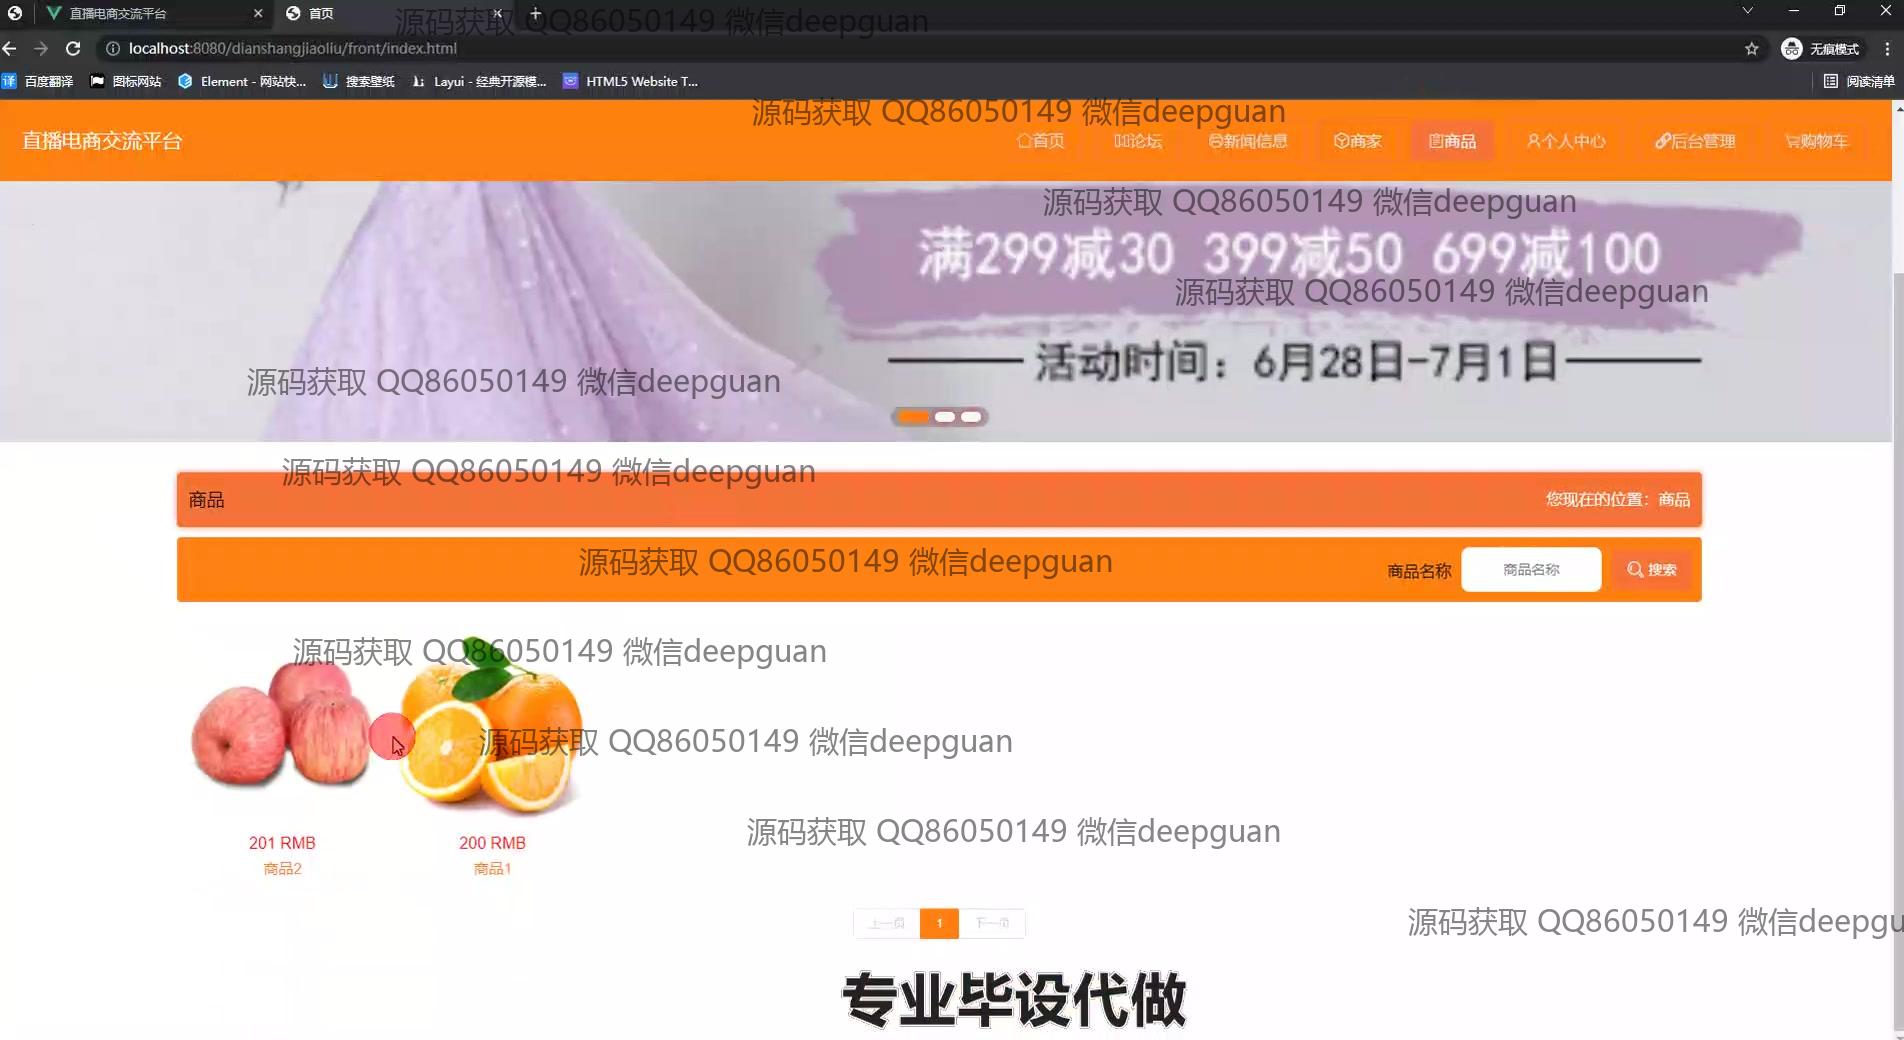 直播电商交流平台
首页
源码获取 QQ86050149 微信deepguan
localhost:8080/dianshangjiaoliu/front/index.html
无痕模式
百度翻译
图标网站
Element - 网站快...
搜索壁纸
Layui - 经典开源模...
HTML5 Website T...
阅读清单
源码获取 QQ86050149 微信deepguan
直播电商交流平台
首页
论坛
新闻信息
商家
商品
个人中心
后台管理
购物车
源码获取 QQ86050149 微信deepguan
满299减30 399减50 699减100
源码获取 QQ86050149 微信deepguan
活动时间：6月28日-7月1日
源码获取 QQ86050149 微信deepguan
源码获取 QQ86050149 微信deepguan
商品
您现在的位置：商品
源码获取 QQ86050149 微信deepguan
商品名称
商品名称
搜索
源码获取 QQ86050149 微信deepguan
源码获取 QQ86050149 微信deepguan
201 RMB
200 RMB
源码获取 QQ86050149 微信deepguan
商品2
商品1
上一页
1
下一页
源码获取 QQ86050149 微信deepgu
专业毕设代做